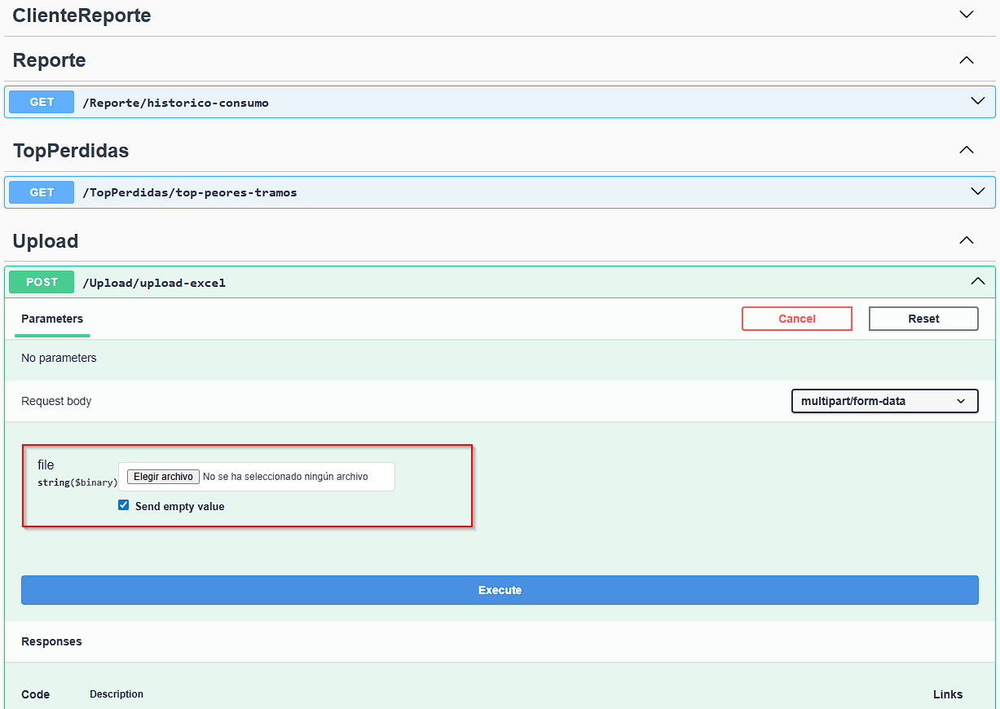 ClienteReporte
Reporte
GET /Reporte/historico-consumo
TopPerdidas
GET /TopPerdidas/top-peores-tramos
Upload
POST /Upload/upload-excel
Parameters Cancel Reset
No parameters
Request body multipart/form-data
file
string($binary) Elegir archivo No se ha seleccionado ningún archivo
Send empty value
Execute
Responses
Code Description Links